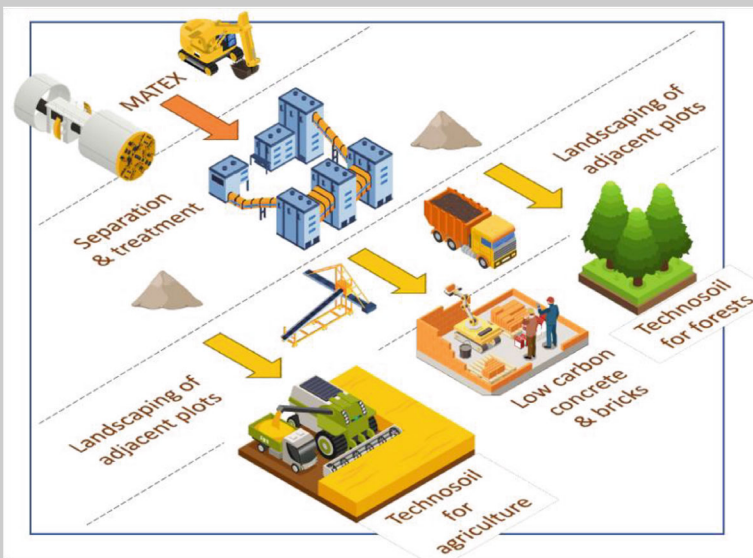 MATEX
Separation
& treatment
Landscaping of
adjacent plots
Landscaping of
adjacent plots
Technosoil
for forests
Low carbon
concrete
& bricks
Technosoil
for
agriculture